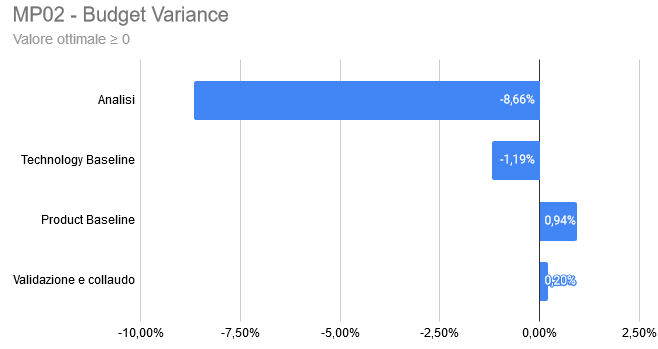 MP02 - Budget Variance
Valore ottimale ≥ 0
Analisi
-8,66%
Technology Baseline
-1,19%
Product Baseline
0,94%
Validazione e collaudo
0,20%
-10,00% -7,50% -5,00% -2,50% 0,00% 2,50%